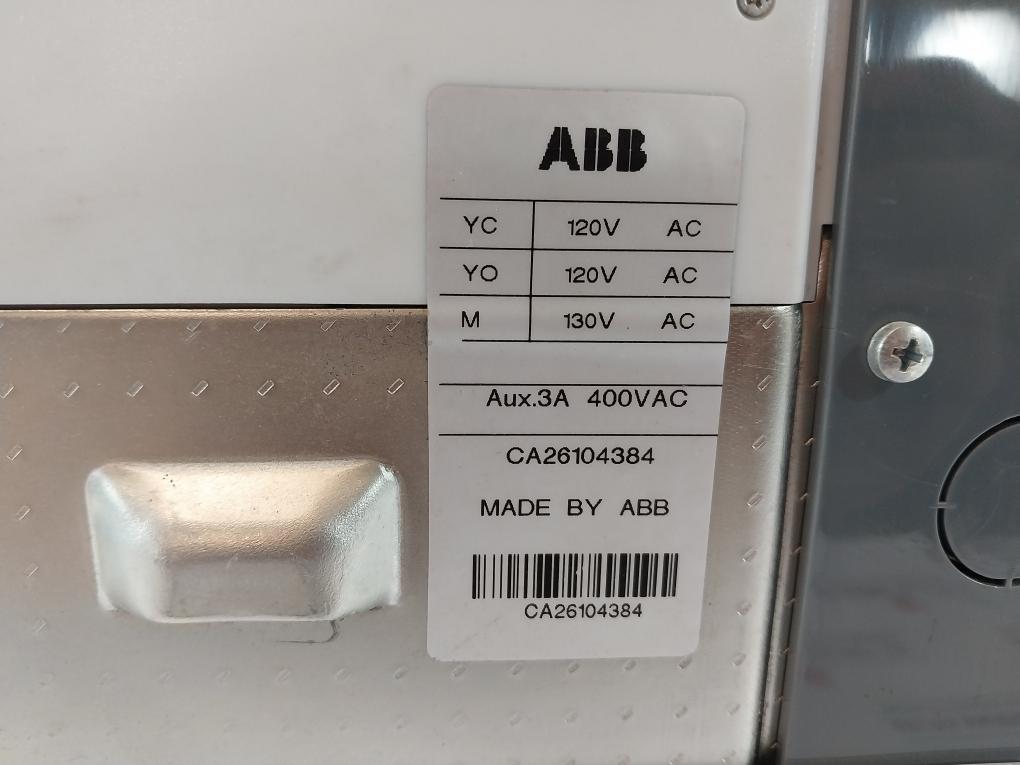 ABB
YC 120V AC
YO 120V AC
M 130V AC
Aux.3A 400VAC
CA26104384
MADE BY ABB
CA26104384